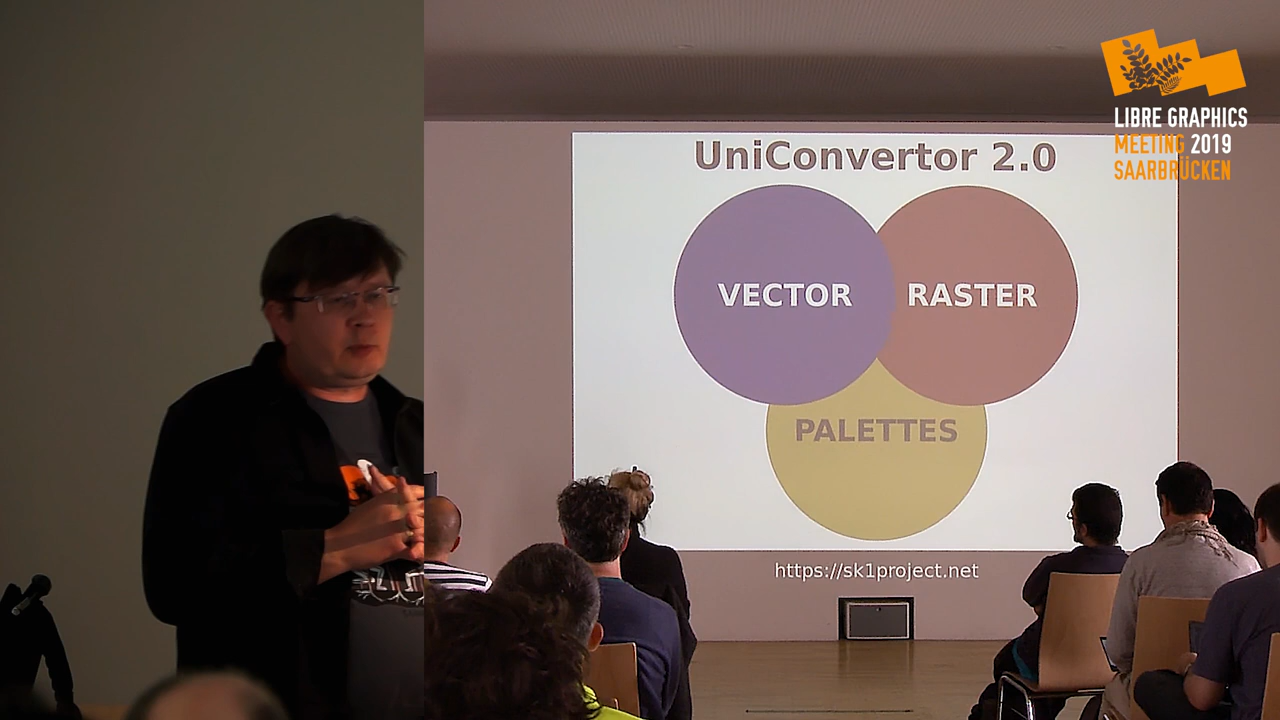 UniConvertor 2.0
VECTOR
RASTER
PALETTES
https://sk1project.net
LIBRE GRAPHICS
MEETING 2019
SAARBRÜCKEN